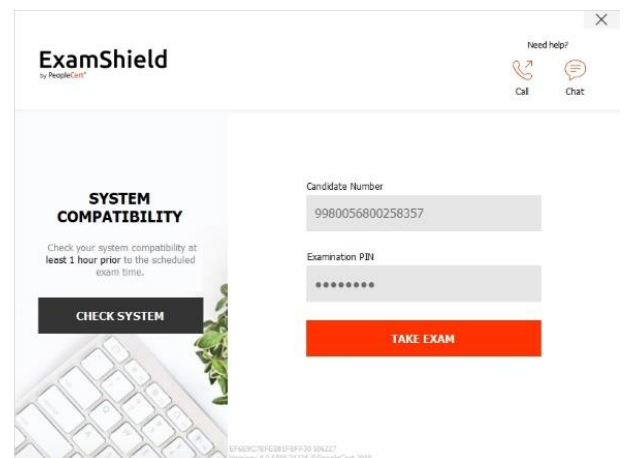 Need help?
ExamShield
by PeopleCert
Call
Chat
SYSTEM
COMPATIBILITY
Check your system compatibility at
least 1 hour prior to the scheduled
exam time.
CHECK SYSTEM
Candidate Number
9980056800258357
Examination PIN
••••••••
TAKE EXAM